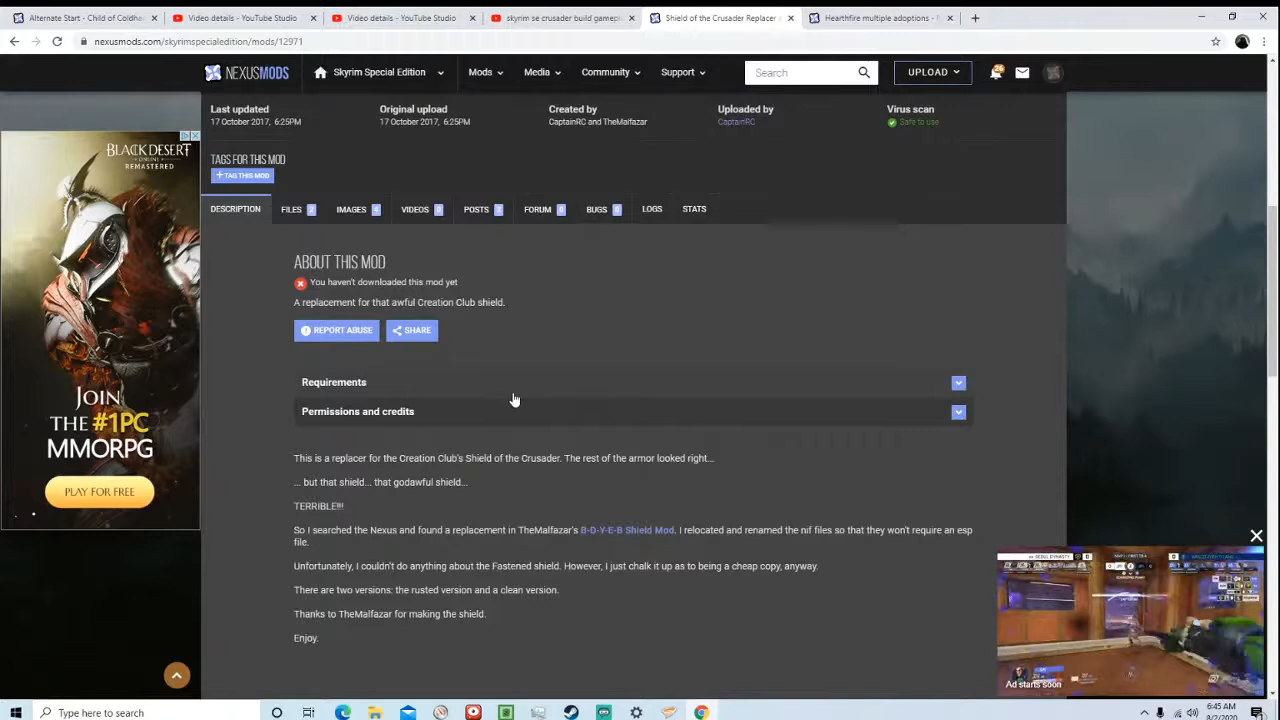 Alternate Start - Child of Coldha
Video details - YouTube Studio
Video details - YouTube Studio
skyrim se crusader build gamepl
Shield of the Crusader Replacer
Hearthfire multiple adoptions -
nexusmods.com/skyrimspecialedition/mods/12971
NEXUSMODS
Skyrim Special Edition
Mods
Media
Community
Support
Search
UPLOAD
26
Last updated
Original upload
Created by
Uploaded by
Virus scan
17 October 2017, 6:25PM
17 October 2017, 6:25PM
CaptainRC and TheMalfazar
CaptainRC
Safe to use
TAGS FOR THIS MOD
+ TAG THIS MOD
DESCRIPTION
FILES 2
IMAGES 4
VIDEOS 0
POSTS 2
FORUM 0
BUGS 0
LOGS
STATS
BLACK DESERT
ONLINE
REMASTERED
JOIN
THE #1PC
MMORPG
PLAY FOR FREE
ABOUT THIS MOD
You haven't downloaded this mod yet
A replacement for that awful Creation Club shield.
REPORT ABUSE
SHARE
Requirements
Permissions and credits
This is a replacer for the Creation Club's Shield of the Crusader. The rest of the armor looked right...
... but that shield... that godawful shield...
TERRIBLE!!!
So I searched the Nexus and found a replacement in TheMalfazar's B-D-Y-E-B Shield Mod. I relocated and renamed the nif files so that they won't require an esp
file.
Unfortunately, I couldn't do anything about the Fastened shield. However, I just chalk it up as to being a cheap copy, anyway.
There are two versions: the rusted version and a clean version.
Thanks to TheMalfazar for making the shield.
Enjoy.
SEOUL DYNASTY
Ad starts soon
Type here to search
6:45 AM
8/2/2020